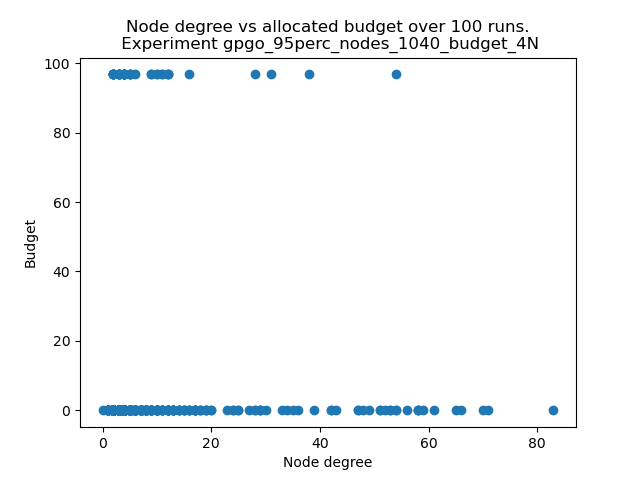 Node degree vs allocated budget over 100 runs.
Experiment gpgo_95perc_nodes_1040_budget_4N
100
80
60
40
20
0
Budget
0 20 40 60 80
Node degree